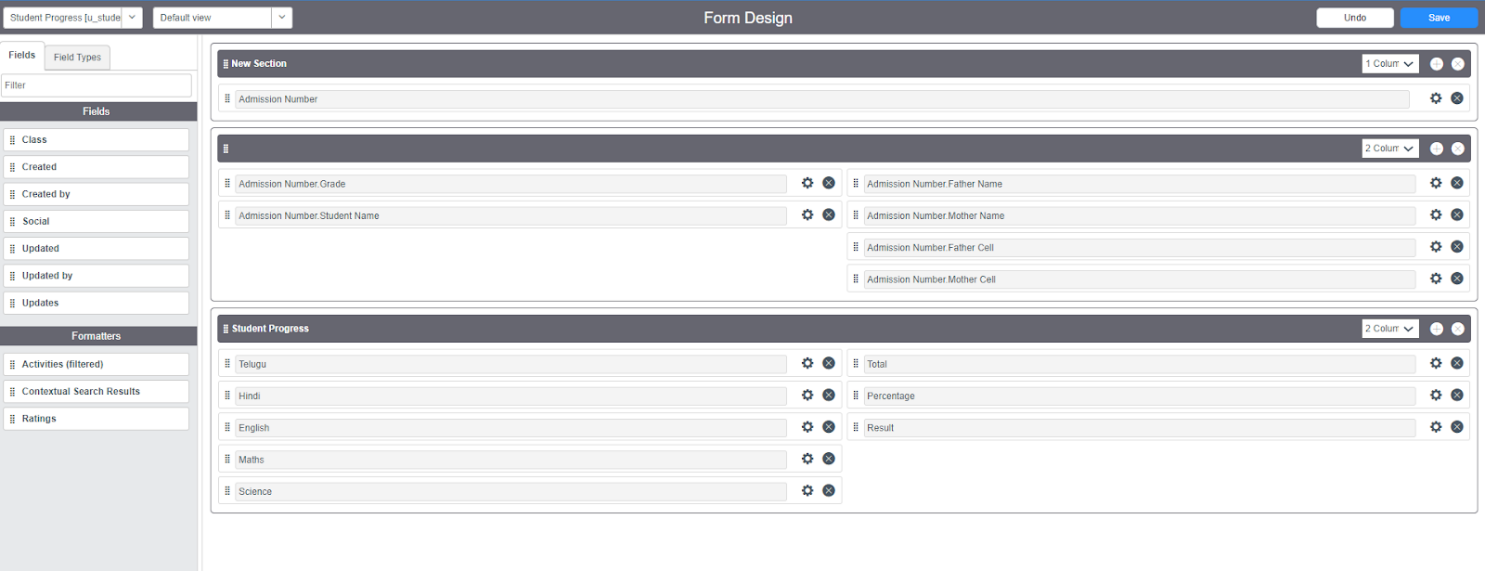 Student Progress [u_stude
Default view
Form Design
Undo
Save
Fields
Field Types
Filter
Fields
Class
Created
Created by
Social
Updated
Updated by
Updates
Formatters
Activities (filtered)
Contextual Search Results
Ratings
New Section
1 Colum
Admission Number
2 Colum
Admission Number.Grade
Admission Number.Student Name
Admission Number.Father Name
Admission Number.Mother Name
Admission Number.Father Cell
Admission Number.Mother Cell
Student Progress
2 Colum
Telugu
Hindi
English
Maths
Science
Total
Percentage
Result